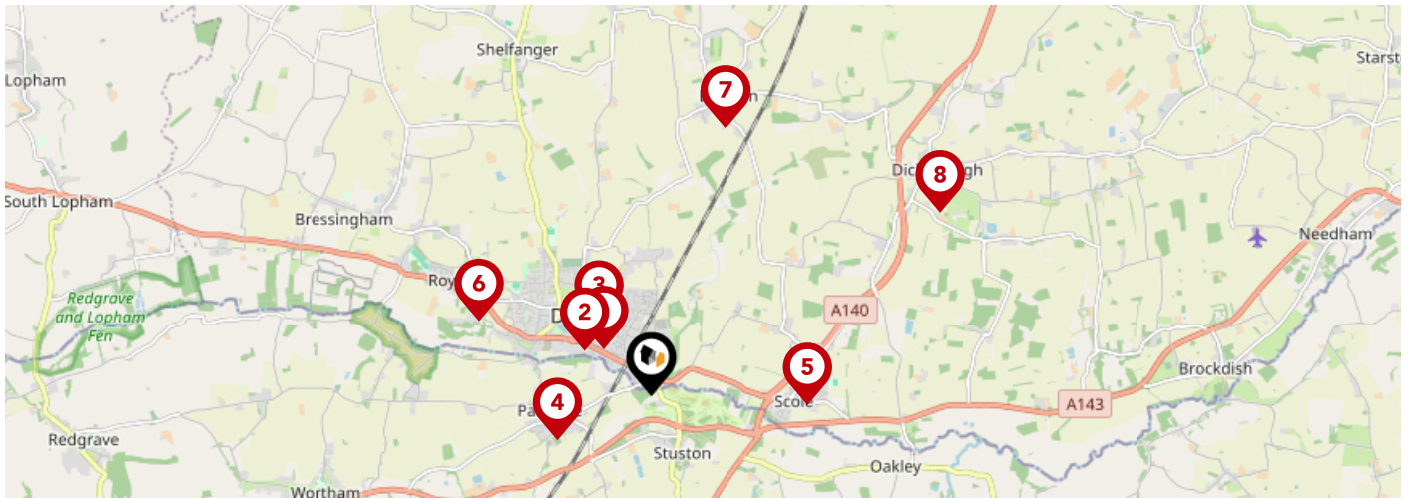 Shelfanger
Lopham
Starst
7
8
South Lopham
Bressingham
Needham
Roy
6
3
Redgrave
and Lopham
Fen
2
A140
5
Brockdish
4
Scole
A143
Redgrave
Stuston
Oakley
Wortham